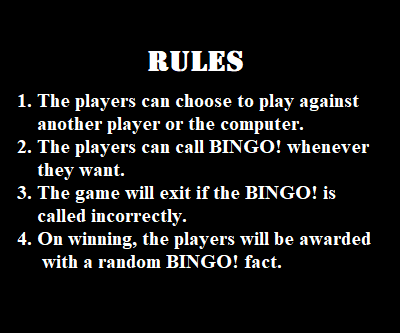 RULES
1. The players can choose to play against
another player or the computer.
2. The players can call BINGO! whenever
they want.
3. The game will exit if the BINGO! is
called incorrectly.
4. On winning, the players will be awarded
with a random BINGO! fact.